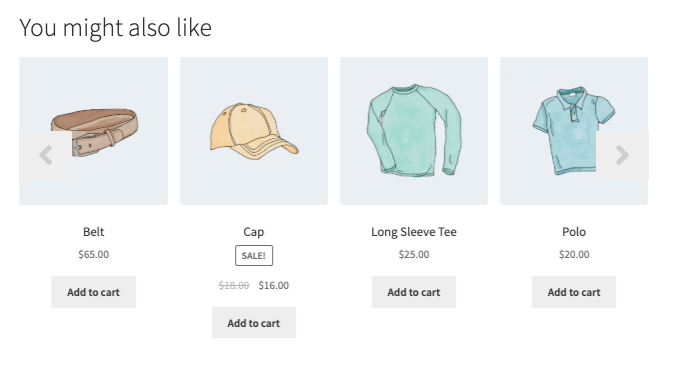 You might also like
Belt
$65.00
Add to cart
Cap
SALE!
$18.00 $16.00
Add to cart
Long Sleeve Tee
$25.00
Add to cart
Polo
$20.00
Add to cart